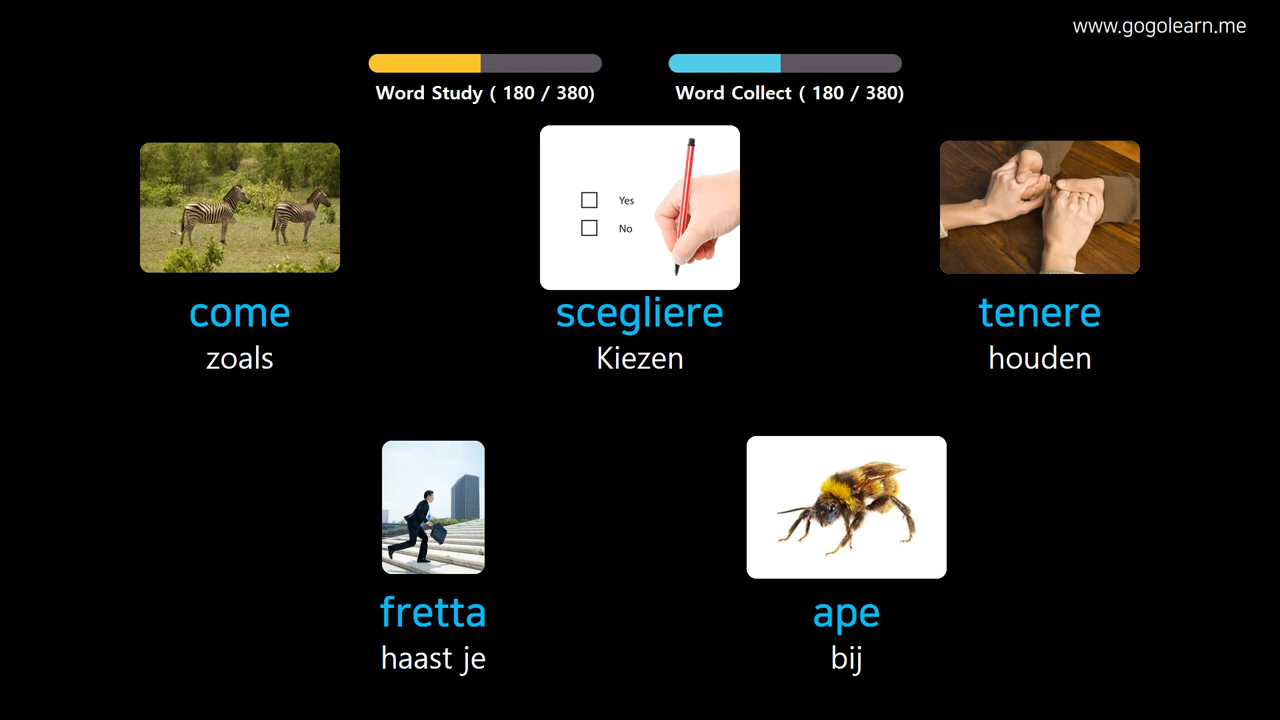 www.gogolearn.me
Word Study ( 180 / 380)
Word Collect ( 180 / 380)
Yes
No
come
scegliere
tenere
zoals
Kiezen
houden
fretta
ape
haast je
bij